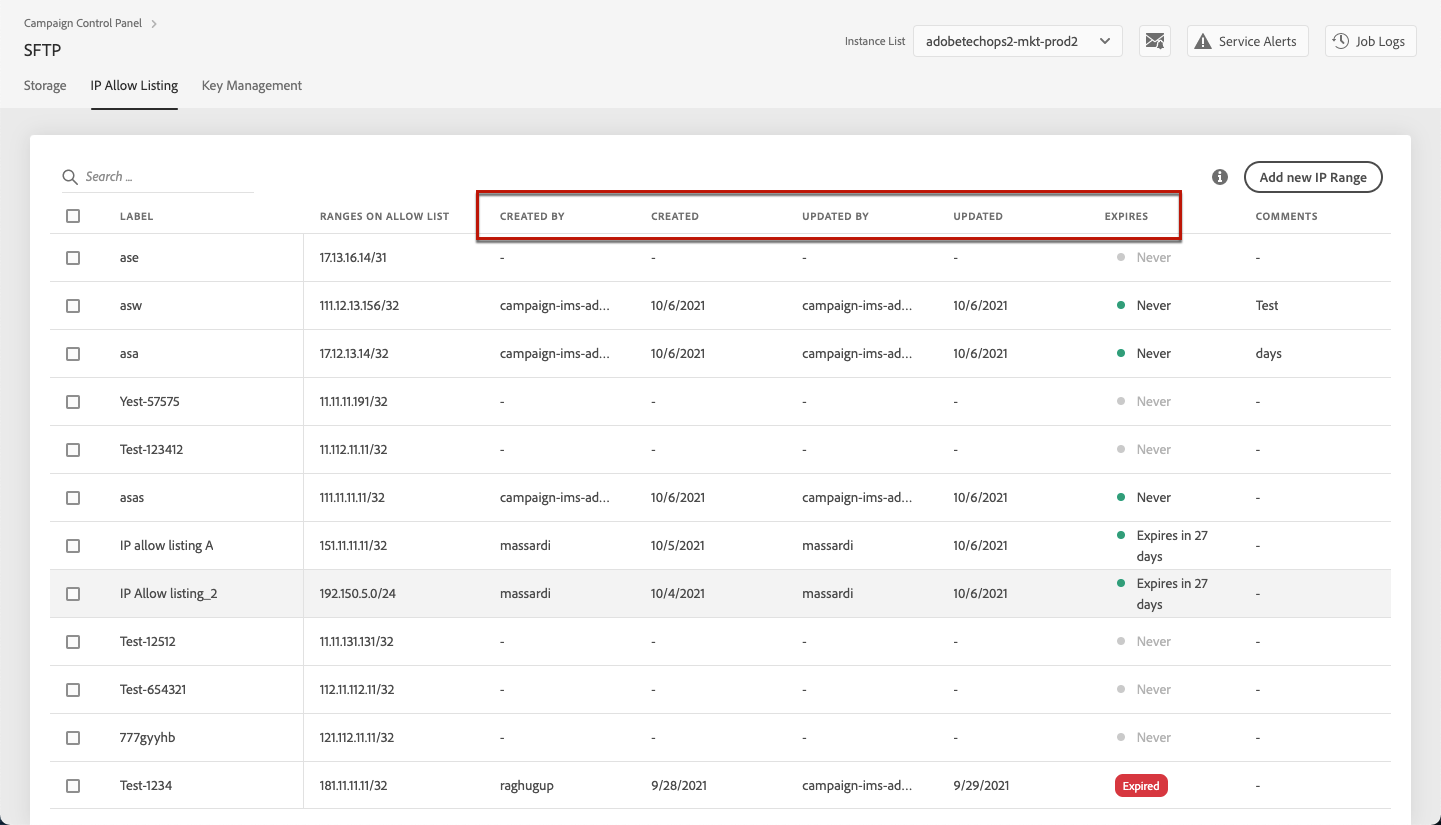 Campaign Control Panel
SFTP
Instance List adobetechops2-mkt-prod2 Service Alerts Job Logs
Storage IP Allow Listing Key Management
Search ... Add new IP Range
LABEL RANGES ON ALLOW LIST CREATED BY CREATED UPDATED BY UPDATED EXPIRES COMMENTS
ase 17.13.16.14/31 - - - - Never -
asw 111.12.13.156/32 campaign-ims-ad... 10/6/2021 campaign-ims-ad... 10/6/2021 Never Test
asa 17.12.13.14/32 campaign-ims-ad... 10/6/2021 campaign-ims-ad... 10/6/2021 Never days
Yest-57575 11.11.11.191/32 - - - - Never -
Test-123412 11.112.11.11/32 - - - - Never -
asas 111.11.11.11/32 campaign-ims-ad... 10/6/2021 campaign-ims-ad... 10/6/2021 Never -
IP allow listing A 151.11.11.11/32 massardi 10/5/2021 massardi 10/6/2021 Expires in 27 days -
IP Allow listing_2 192.150.5.0/24 massardi 10/4/2021 massardi 10/6/2021 Expires in 27 days -
Test-12512 11.11.131.131/32 - - - - Never -
Test-654321 112.11.112.11/32 - - - - Never -
777gyyhb 121.112.11.11/32 - - - - Never -
Test-1234 181.11.11.11/32 raghugup 9/28/2021 campaign-ims-ad... 9/29/2021 Expired -